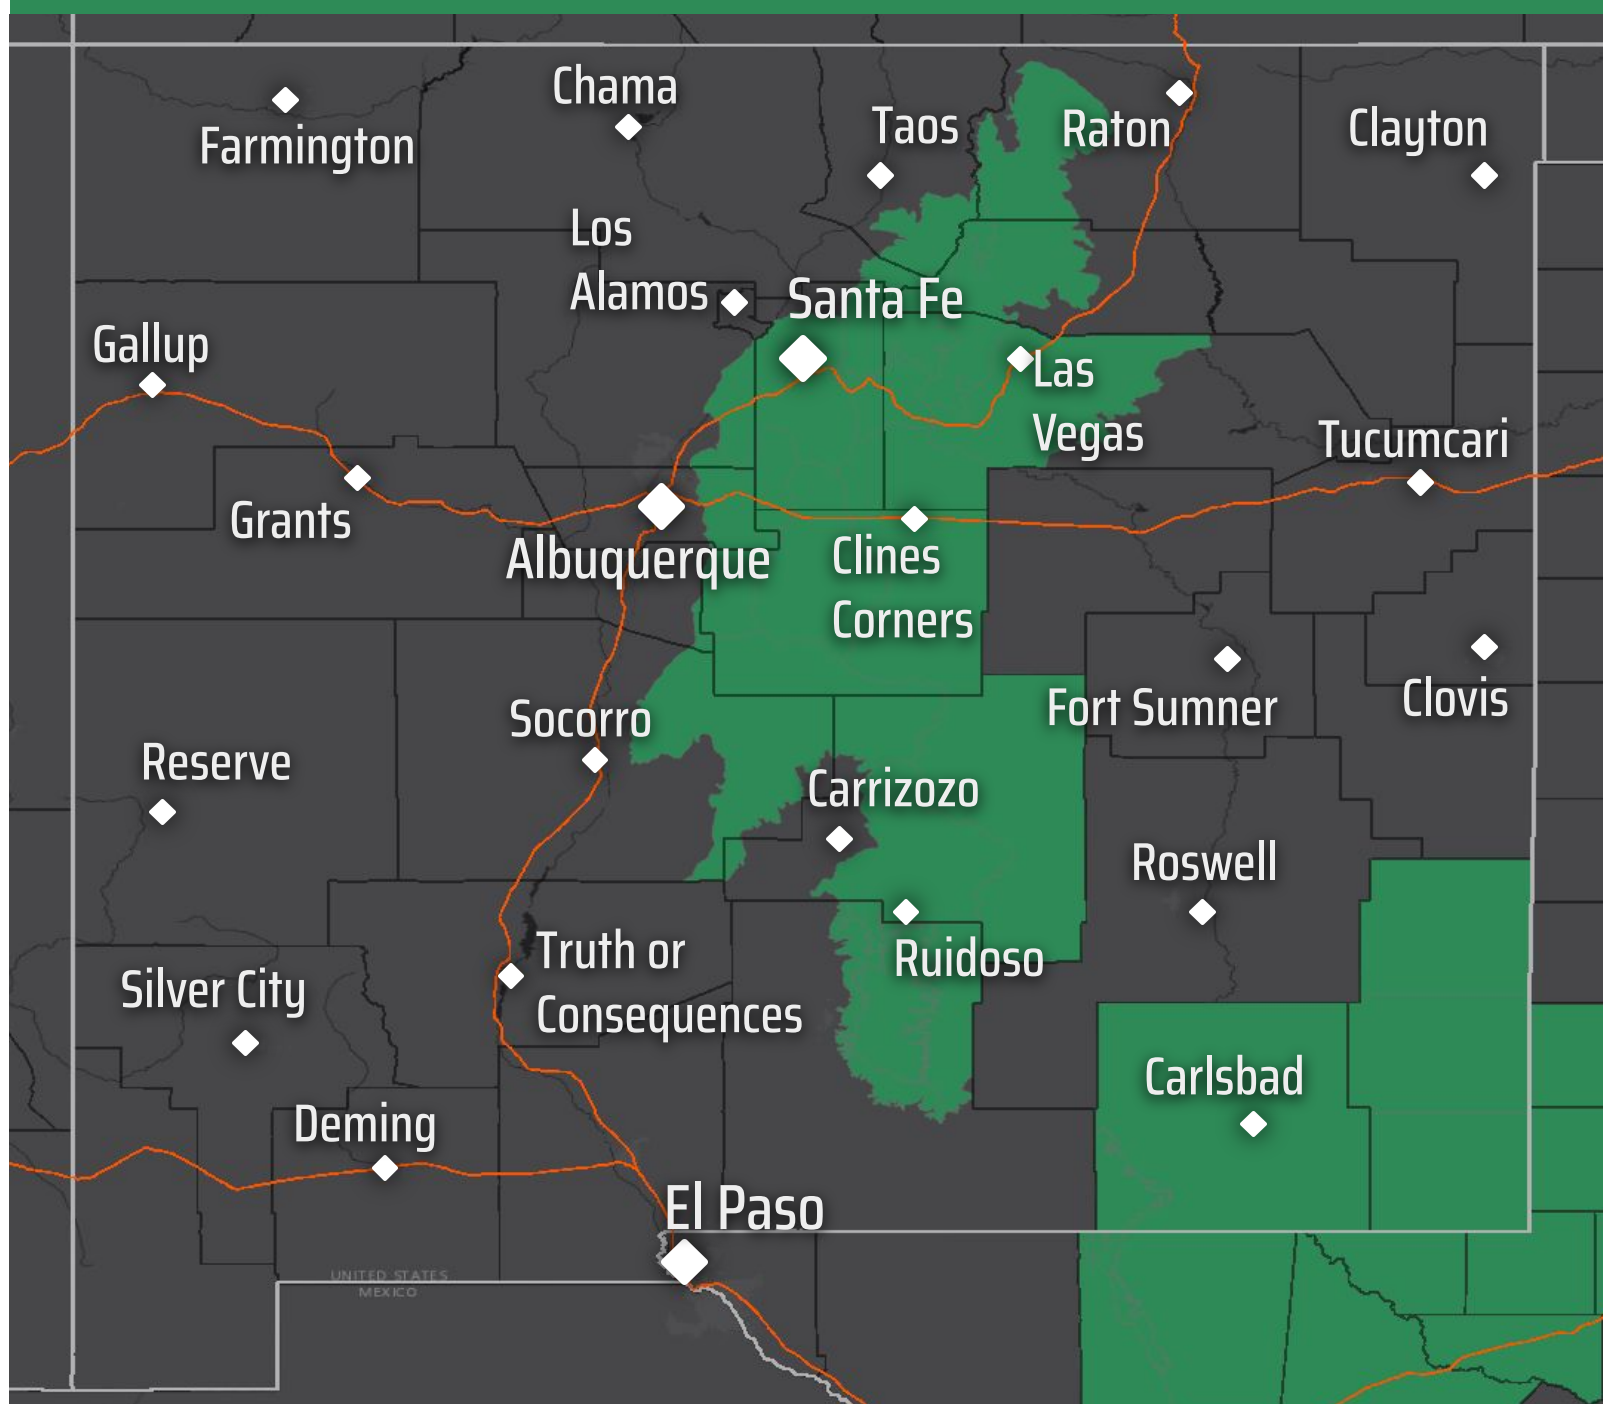 Chama
Taos
Raton
Clayton
Farmington
Los
Alamos
Santa Fe
Gallup
Las
Vegas
Tucumcari
Grants
Albuquerque
Clines
Corners
Fort Sumner
Clovis
Socorro
Reserve
Carrizozo
Roswell
Truth or
Consequences
Ruidoso
Silver City
Carlsbad
Deming
El Paso
UNITED STATES
MEXICO